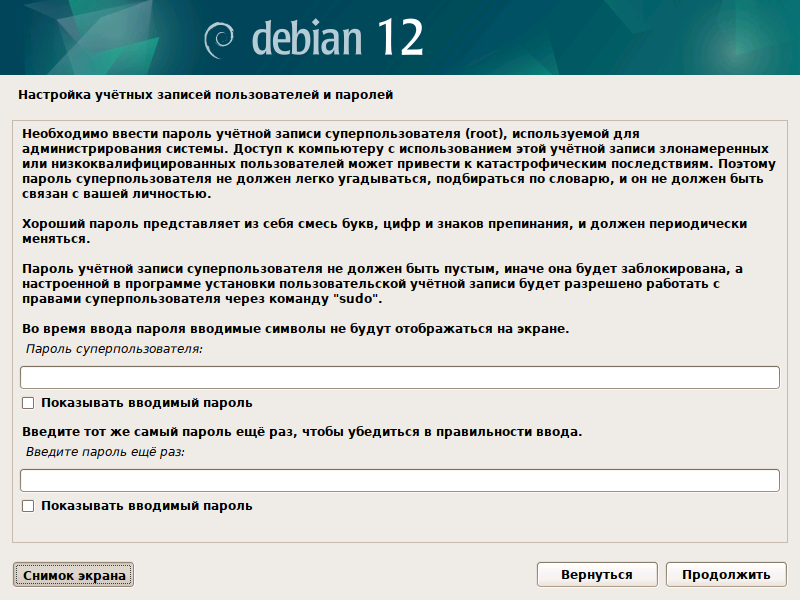 debian 12
Настройка учётных записей пользователей и паролей
Необходимо ввести пароль учётной записи суперпользователя (root), используемой для
администрирования системы. Доступ к компьютеру с использованием этой учётной записи злонамеренных
или низкоквалифицированных пользователей может привести к катастрофическим последствиям. Поэтому
пароль суперпользователя не должен легко угадываться, подбираться по словарю, и он не должен быть
связан с вашей личностью.
Хороший пароль представляет из себя смесь букв, цифр и знаков препинания, и должен периодически
меняться.
Пароль учётной записи суперпользователя не должен быть пустым, иначе она будет заблокирована, а
настроенной в программе установки пользовательской учётной записи будет разрешено работать с
правами суперпользователя через команду "sudo".
Во время ввода пароля вводимые символы не будут отображаться на экране.
Пароль суперпользователя:
Показывать вводимый пароль
Введите тот же самый пароль ещё раз, чтобы убедиться в правильности ввода.
Введите пароль ещё раз:
Показывать вводимый пароль
Снимок экрана Вернуться Продолжить